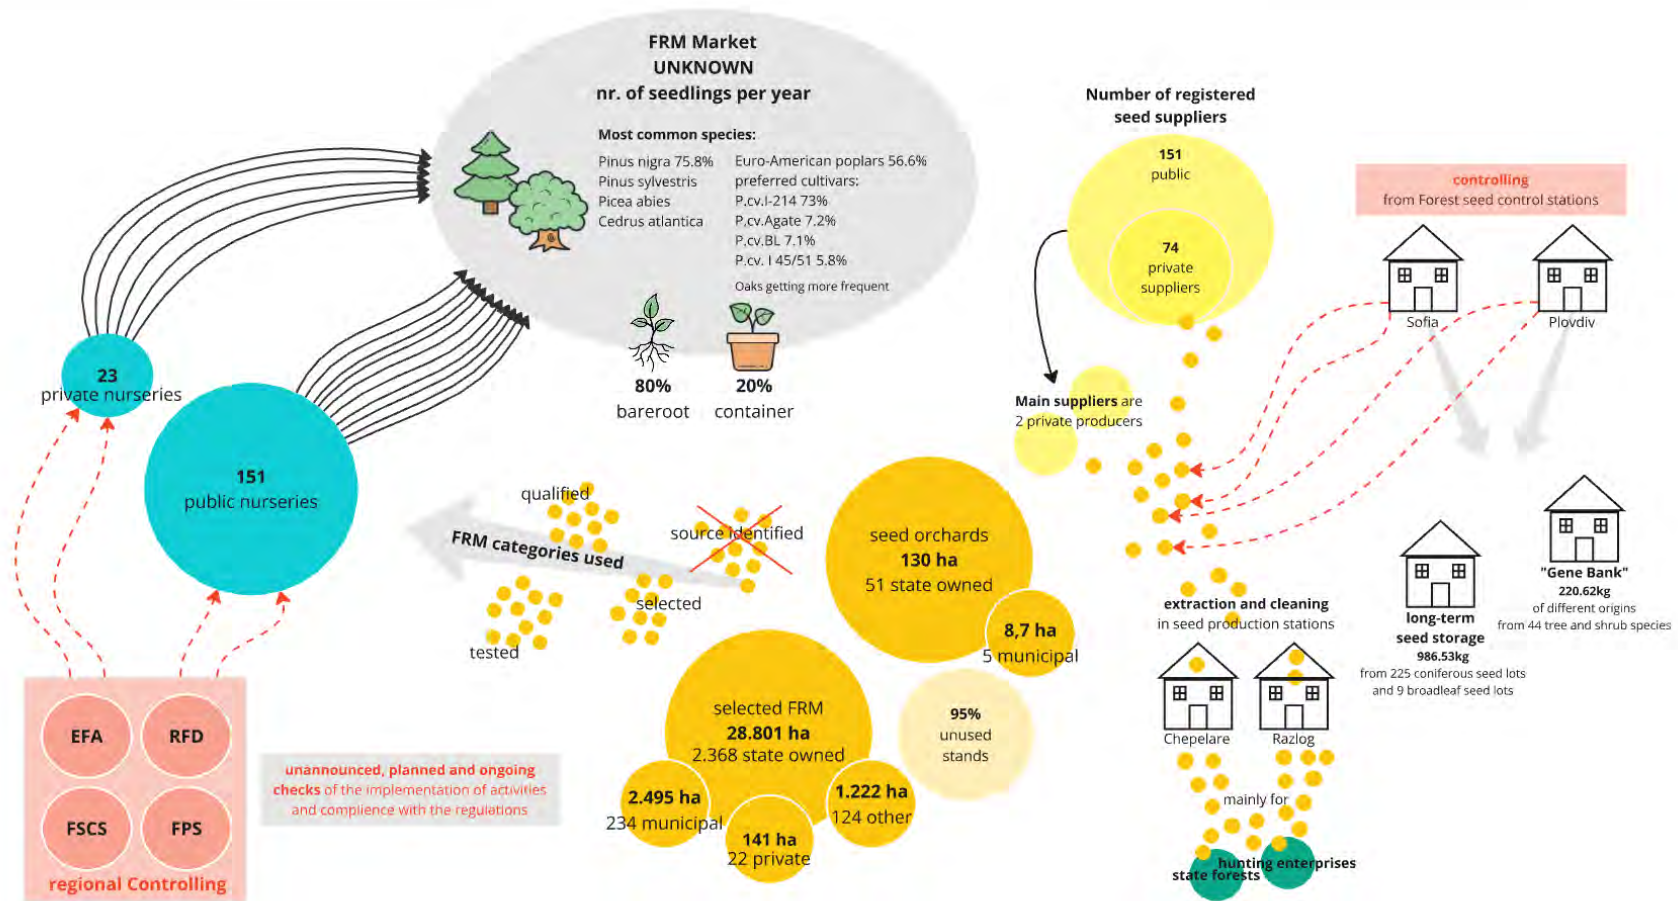 FRM Market
UNKNOWN
nr. of seedlings per year
Most common species:
Pinus nigra 75.8%
Pinus sylvestris
Picea abies
Cedrus atlantica
Euro-American poplars 56.6%
preferred cultivars:
P.cv.I-214 73%
P.cv.Agate 7.2%
P.cv.BL 7.1%
P.cv. I 45/51 5.8%
Oaks getting more frequent
80%
bareroot
20%
container
23
private nurseries
151
public nurseries
EFA
RFD
FSCS
FPS
regional Controlling
unannounced, planned and ongoing
checks of the implementation of activities
and complience with the regulations
FRM categories used
qualified
source identified
selected
tested
seed orchards
130 ha
51 state owned
8,7 ha
5 municipal
selected FRM
28.801 ha
2.368 state owned
2.495 ha
234 municipal
141 ha
22 private
1.222 ha
124 other
95%
unused
stands
Number of registered
seed suppliers
151
public
74
private
suppliers
Main suppliers are
2 private producers
controlling
from Forest seed control stations
Sofia
Plovdiv
"Gene Bank"
220.62kg
of different origins
from 44 tree and shrub species
long-term
seed storage
986.53kg
from 225 coniferous seed lots
and 9 broadleaf seed lots
extraction and cleaning
in seed production stations
Chepelare
Razlog
mainly for
hunting enterprises
state forests